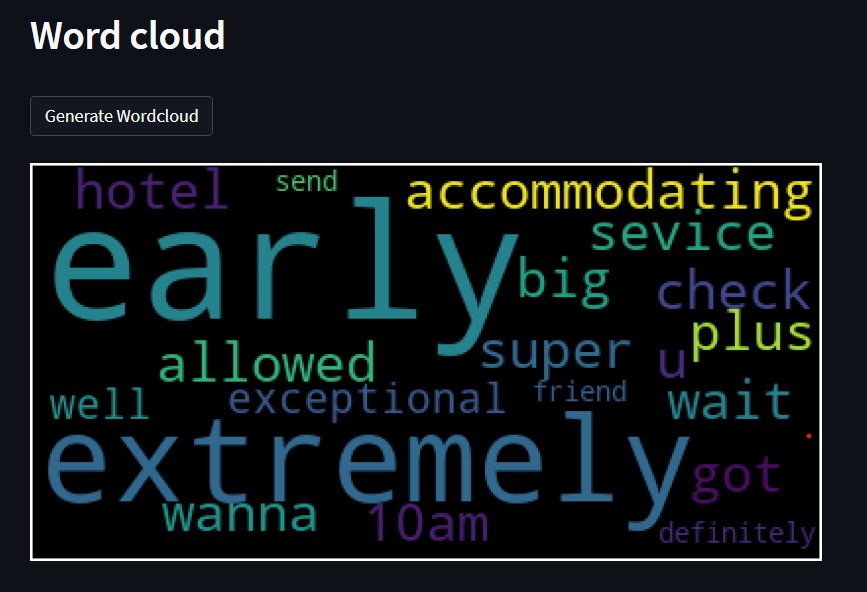 Word cloud
Generate Wordcloud
hotel
send
accommodating
early
sevice
big
check
plus
allowed
super
u
well
exceptional
friend
wait
extremely
got
wanna
10am
definitely